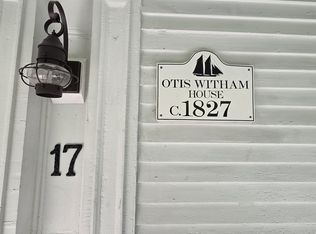 OTIS WITHAM
HOUSE
C.1827
17